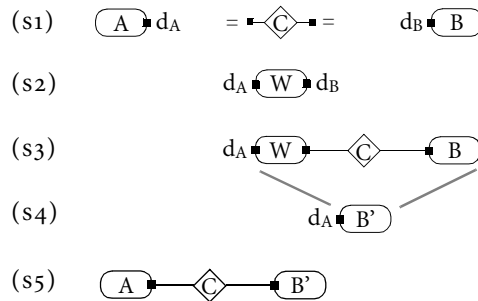 (s1) A d_A = C = d_B B
(s2) d_A W d_B
(s3) d_A W C B
(s4) d_A B'
(s5) A C B'